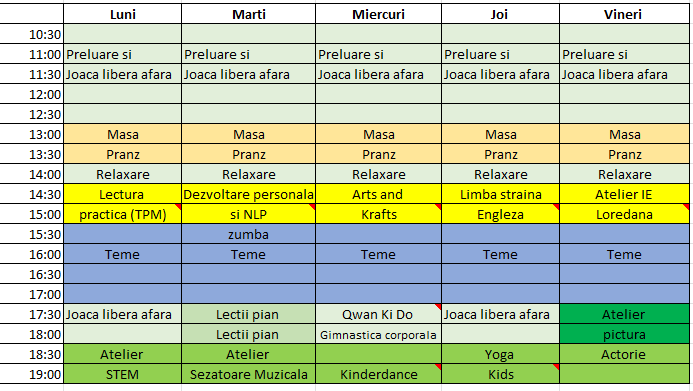 Luni Marti Miercuri Joi Vineri
10:30
11:00 Preluare si Preluare si Preluare si Preluare si Preluare si
11:30 Joaca libera afara Joaca libera afara Joaca libera afara Joaca libera afara Joaca libera afara
12:00
12:30
13:00 Masa Masa Masa Masa Masa
13:30 Pranz Pranz Pranz Pranz Pranz
14:00 Relaxare Relaxare Relaxare Relaxare Relaxare
14:30 Lectura Dezvoltare personala Arts and Limba straina Atelier IE
15:00 practica (TPM) si NLP Krafts Engleza Loredana
15:30 zumba
16:00 Teme Teme Teme Teme Teme
16:30
17:00
17:30 Joaca libera afara Lectii pian Qwan Ki Do Joaca libera afara Atelier
18:00 Lectii pian Gimnastica corporala pictura
18:30 Atelier Atelier Yoga Actorie
19:00 STEM Sezatoare Muzicala Kinderdance Kids